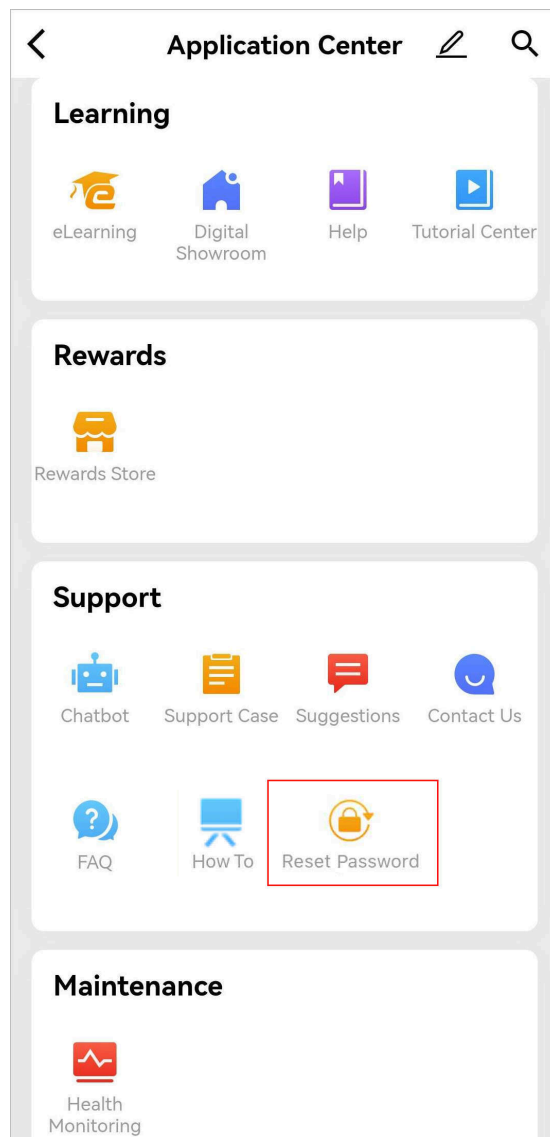 Application Center
Learning
eLearning
Digital
Showroom
Help
Tutorial Center
Rewards
Rewards Store
Support
Chatbot
Support Case
Suggestions
Contact Us
FAQ
How To
Reset Password
Maintenance
Health
Monitoring